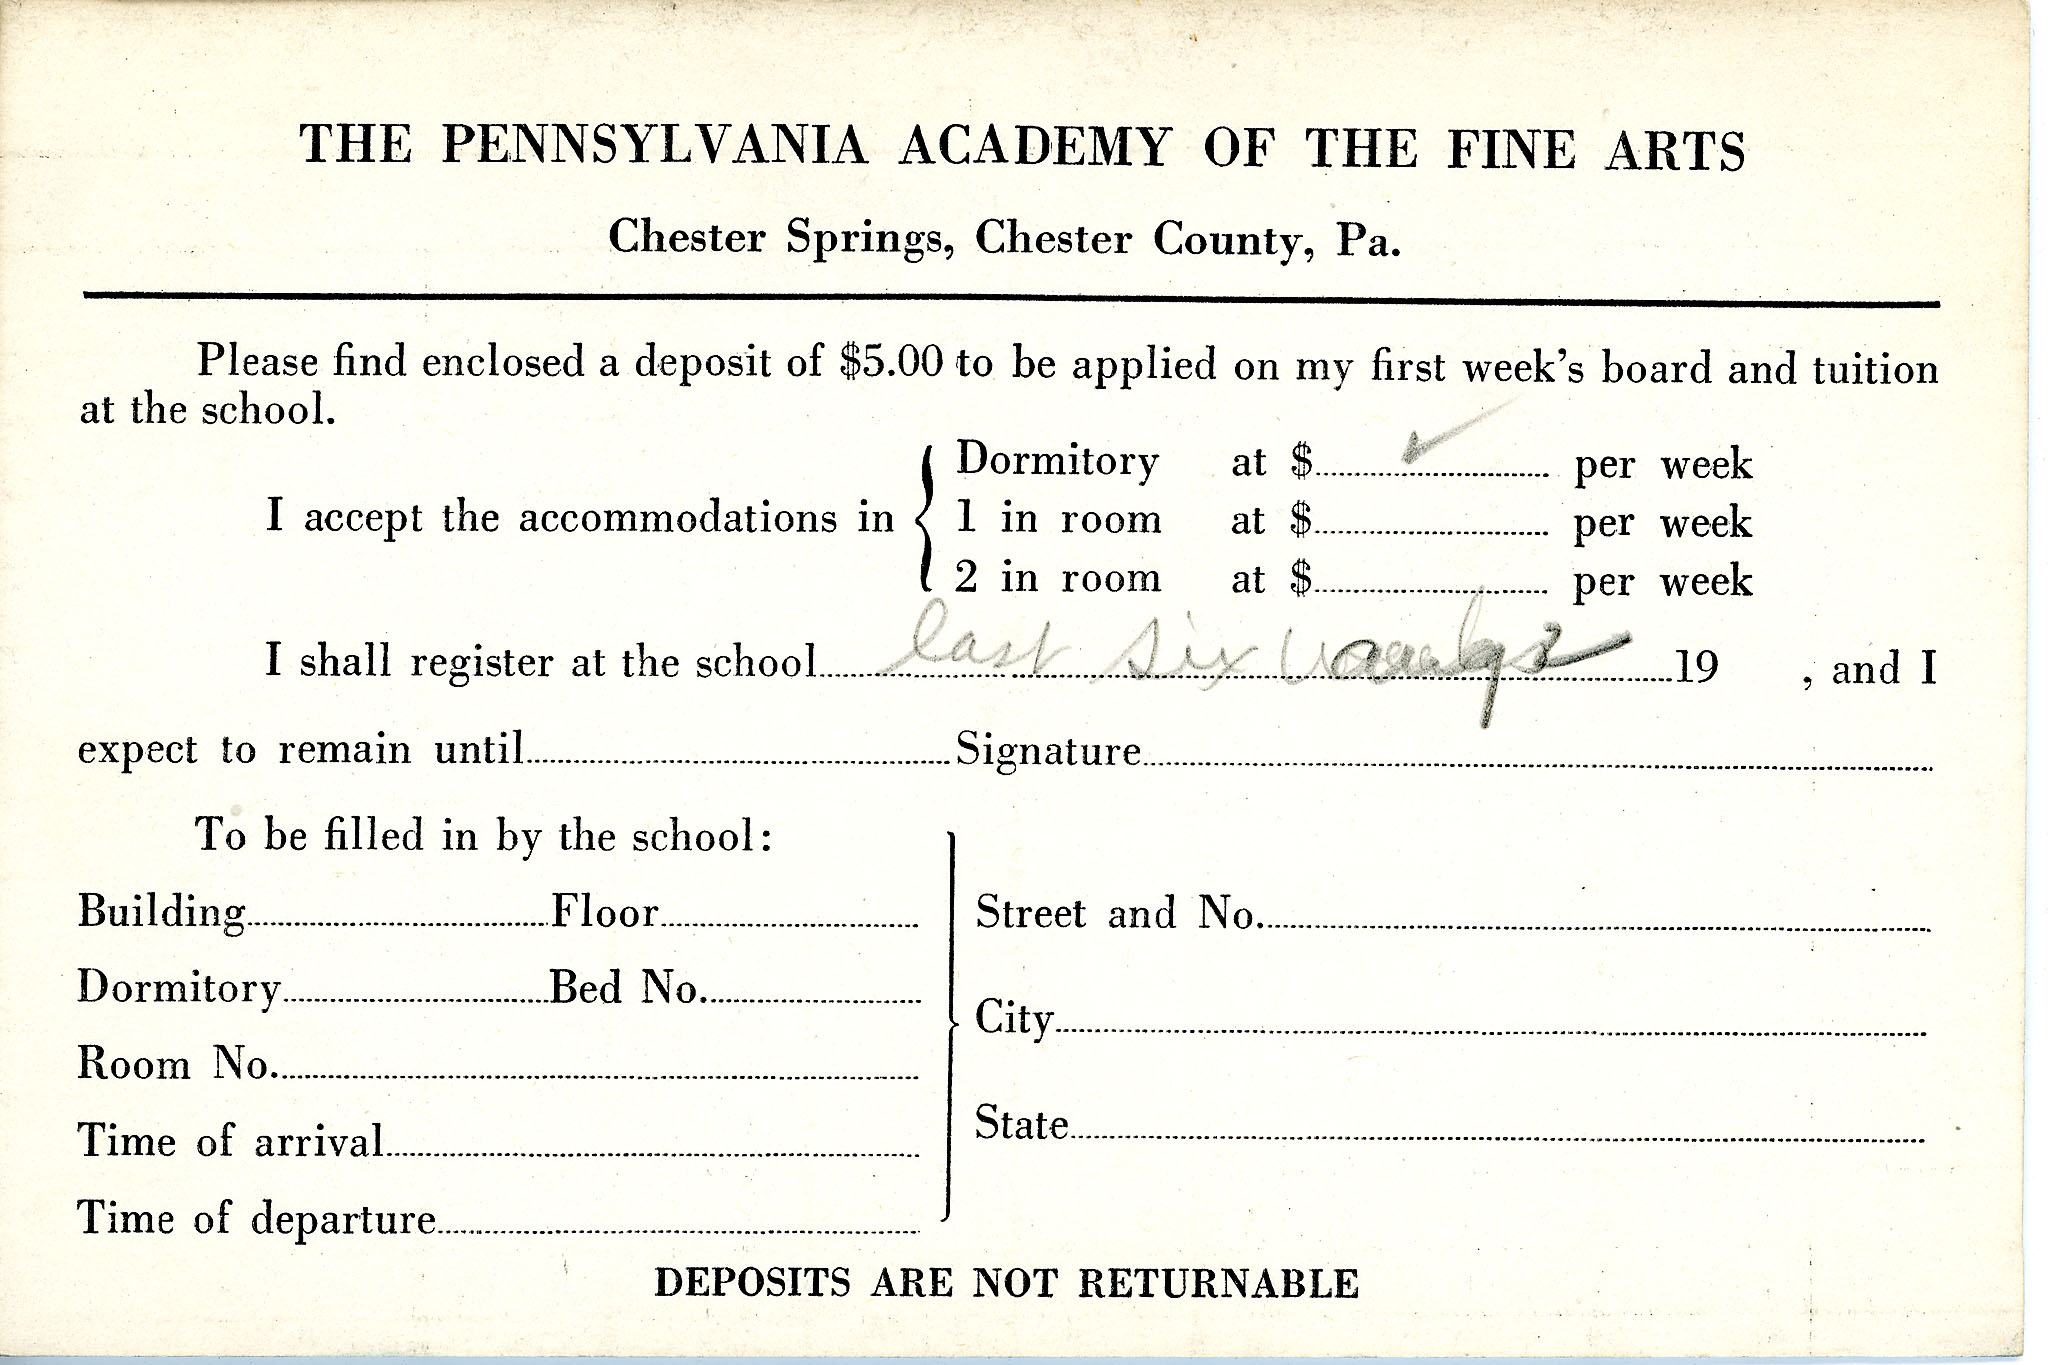 THE PENNSYLVANIA ACADEMY OF THE FINE ARTS
Chester Springs, Chester County, Pa.
Please find enclosed a deposit of $5.00 to be applied on my first week's board and tuition
at the school.
Dormitory at $ ✓ per week
I accept the accommodations in { 1 in room at $ per week
2 in room at $ per week
I shall register at the school last six weeks 19 , and I
expect to remain until Signature
To be filled in by the school:
Building Floor
Street and No.
Dormitory Bed No.
City
Room No.
State
Time of arrival
Time of departure
DEPOSITS ARE NOT RETURNABLE